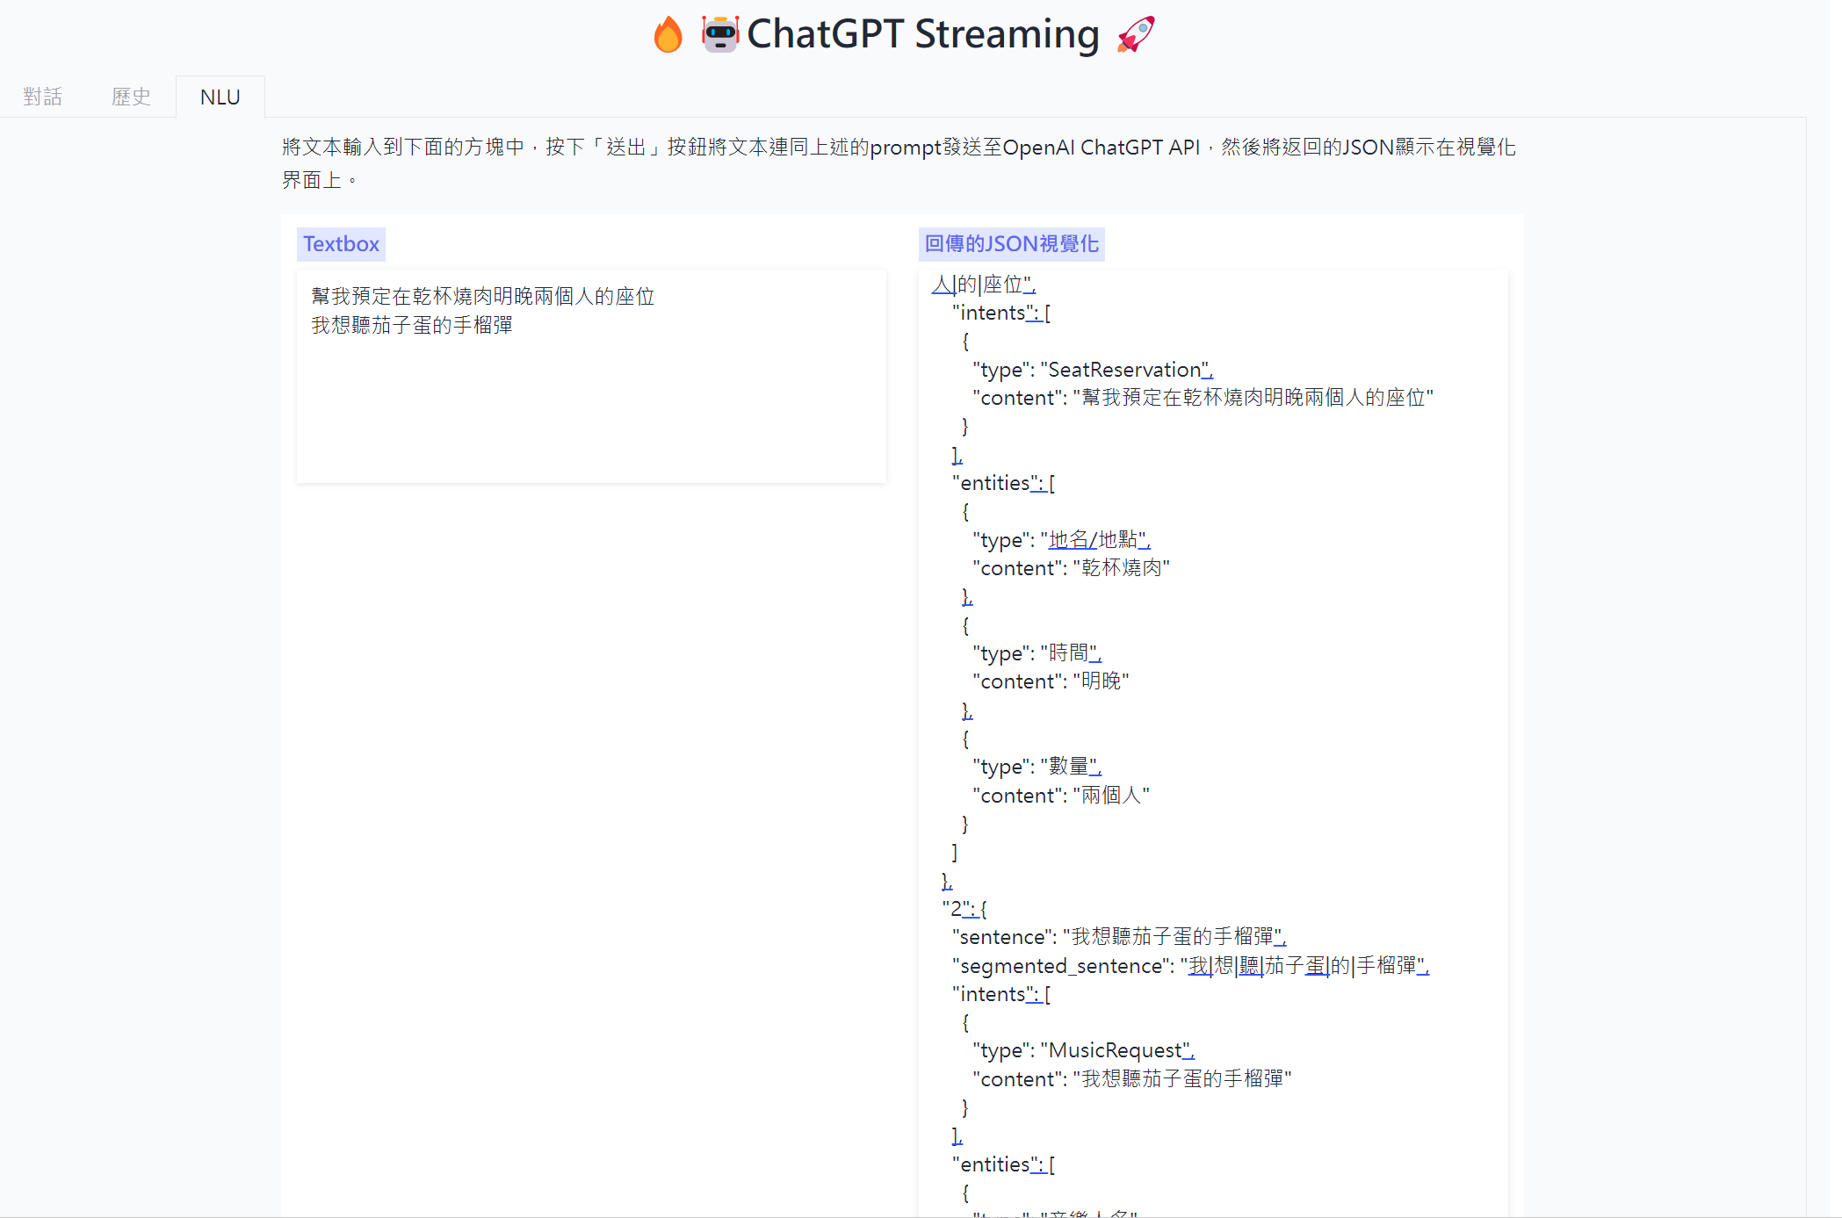 🔥 🤖ChatGPT Streaming 🚀
對話
歷史
NLU
將文本輸入到下面的方塊中，按下「送出」按鈕將文本連同上述的prompt發送至OpenAI ChatGPT API，然後將返回的JSON顯示在視覺化
界面上。
Textbox
幫我預定在乾杯燒肉明晚兩個人的座位
我想聽茄子蛋的手榴彈
回傳的JSON視覺化
人|的|座位",
"intents": [
{
"type": "SeatReservation",
"content": "幫我預定在乾杯燒肉明晚兩個人的座位"
}
],
"entities": [
{
"type": "地名/地點",
"content": "乾杯燒肉"
},
{
"type": "時間",
"content": "明晚"
},
{
"type": "數量",
"content": "兩個人"
}
]
},
"2": {
"sentence": "我想聽茄子蛋的手榴彈",
"segmented_sentence": "我|想|聽|茄子蛋|的|手榴彈",
"intents": [
{
"type": "MusicRequest",
"content": "我想聽茄子蛋的手榴彈"
}
],
"entities": [
{
"type": "音樂人名"